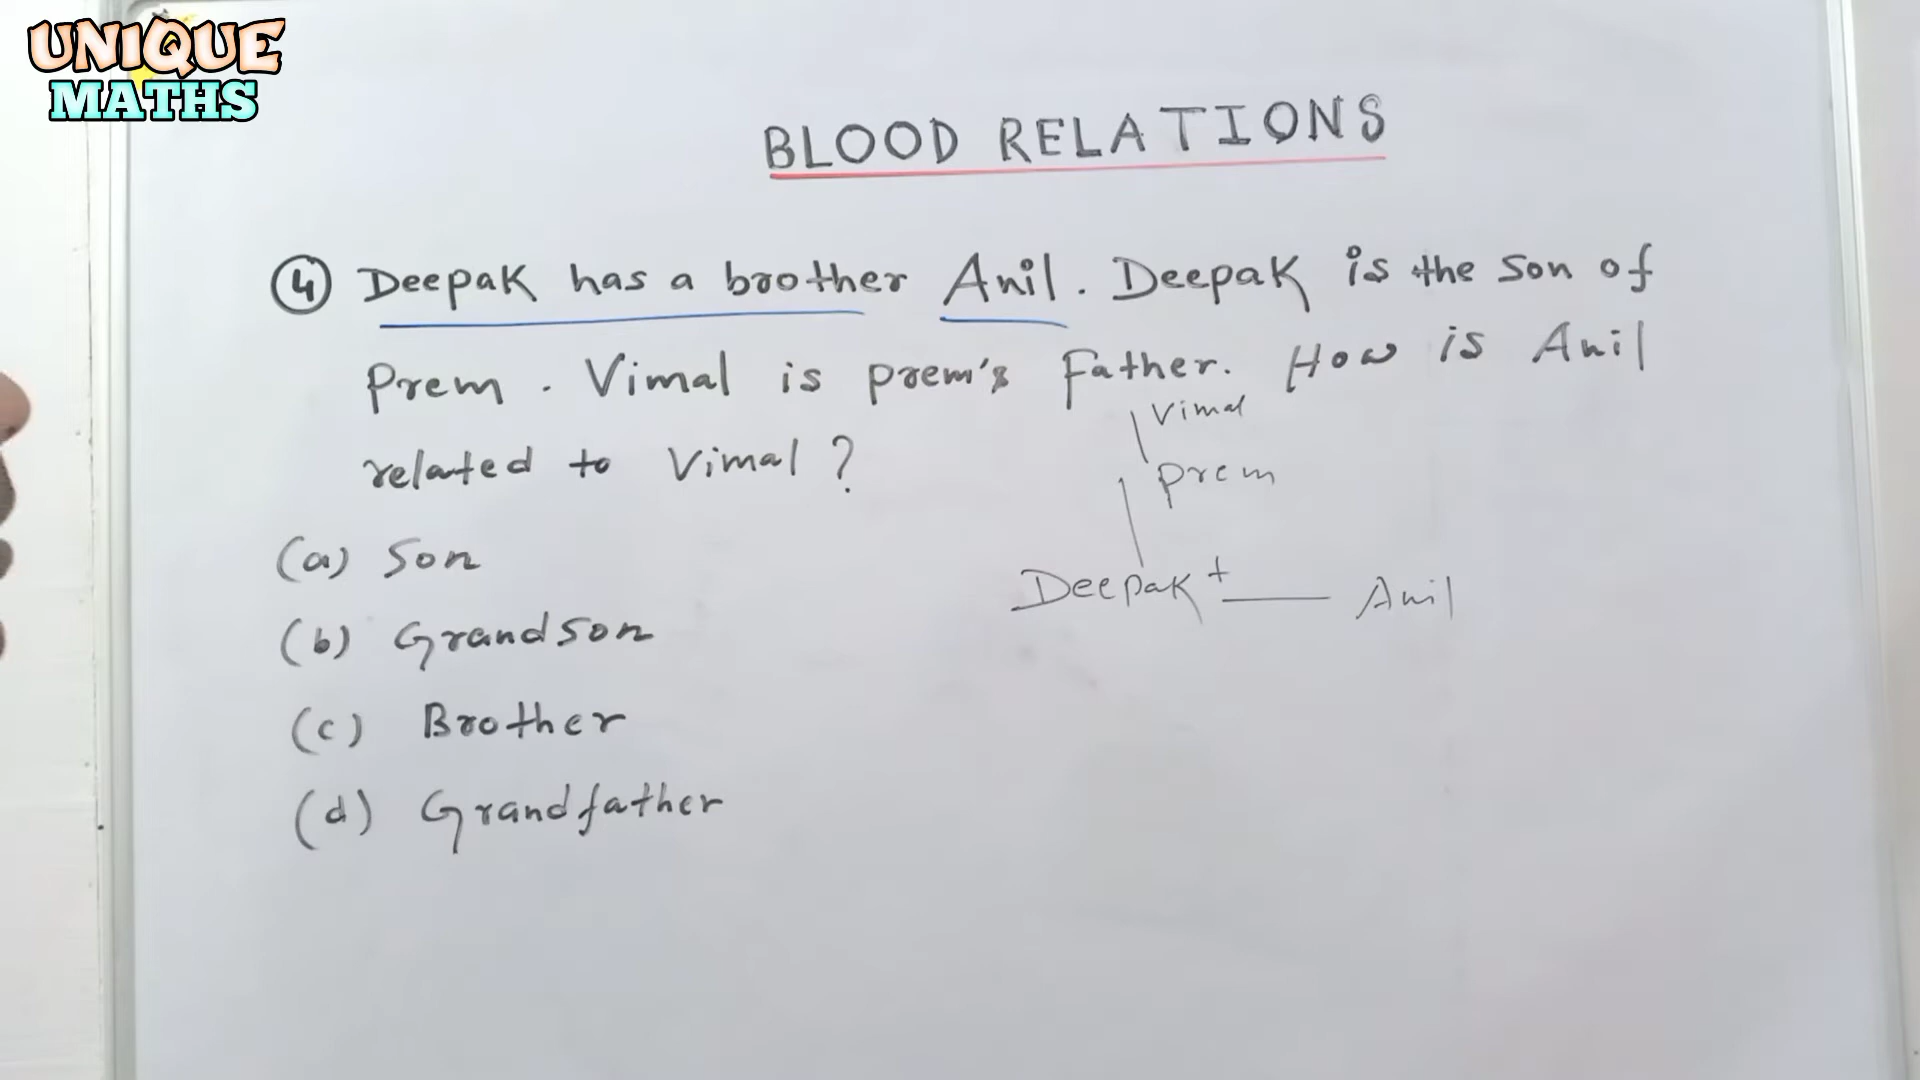 UNIQUE
MATHS
BLOOD RELATIONS
4 Deepak has a brother Anil. Deepak is the son of
Prem. Vimal is prem's Father. How is Anil
related to Vimal?
Vimal
prem
Deepak + Anil
(a) Son
(b) Grandson
(c) Brother
(d) Grandfather